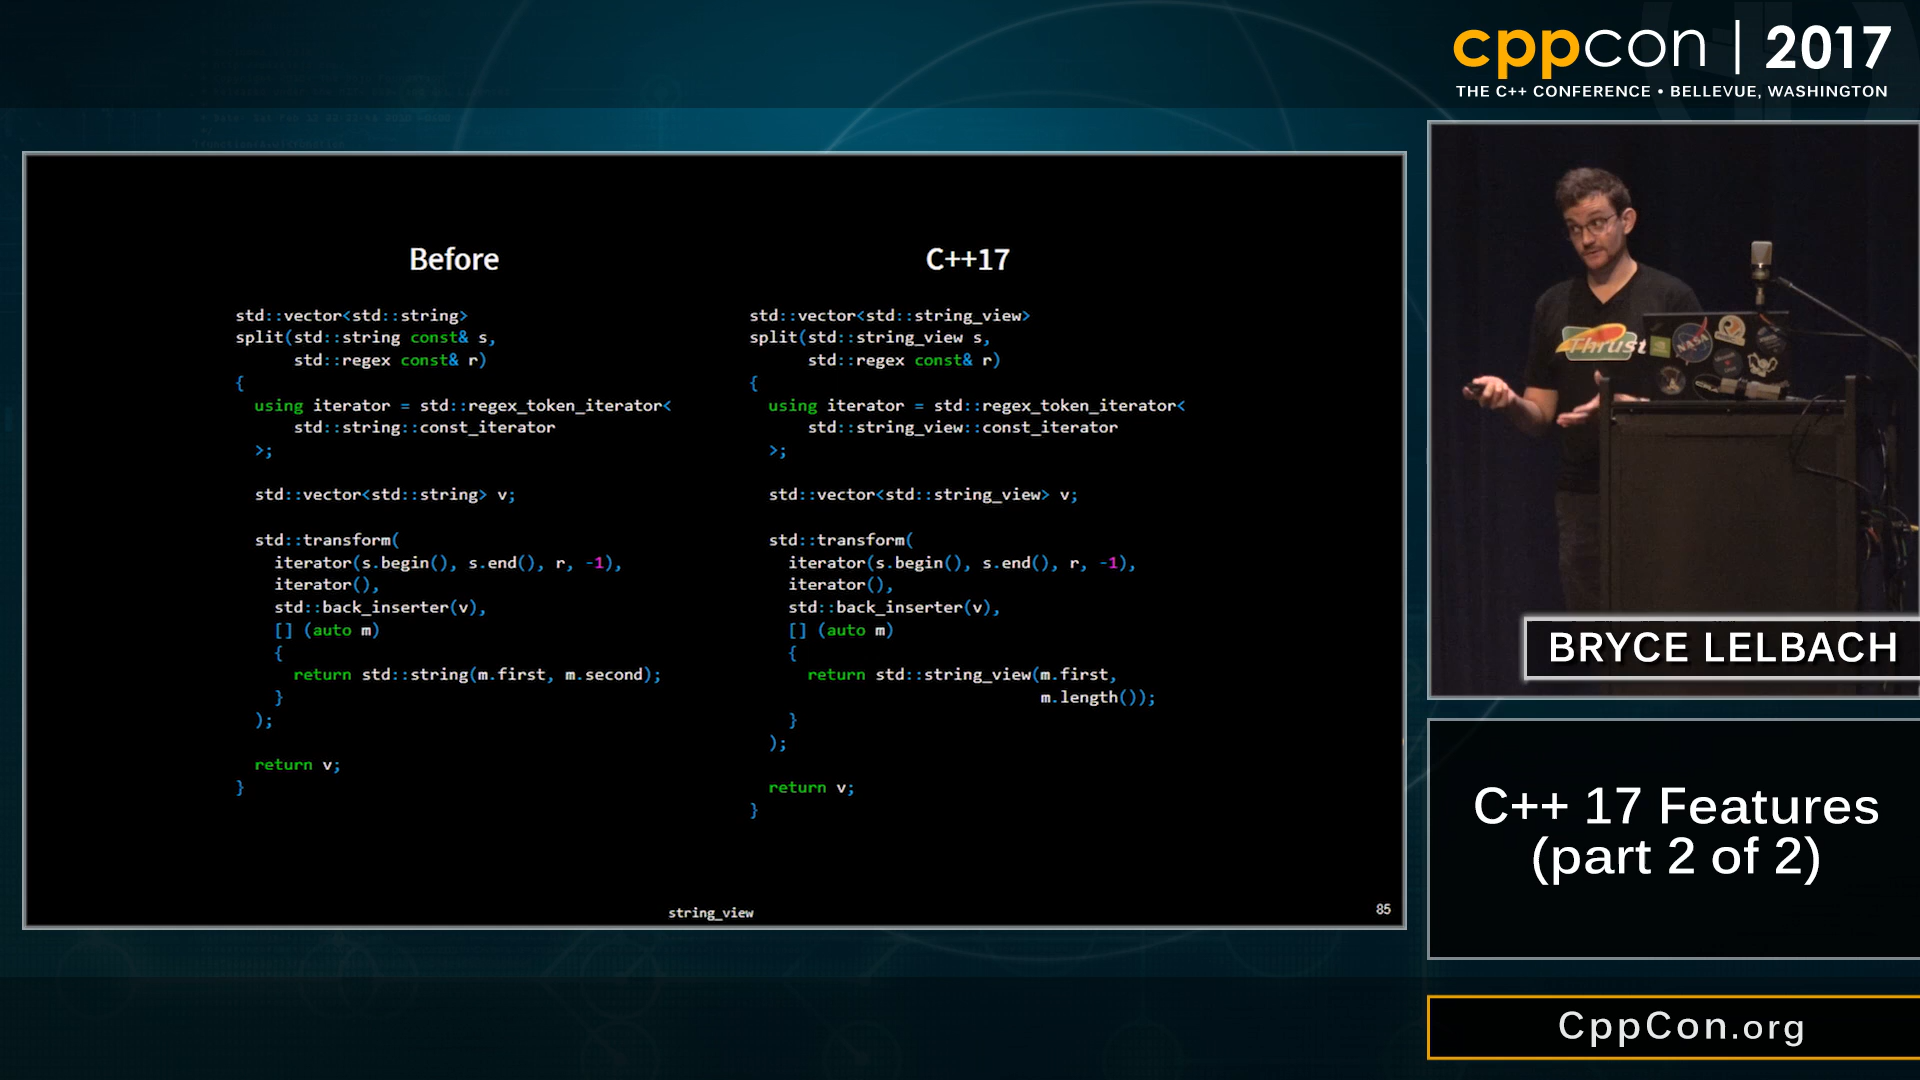 cppcon | 2017
THE C++ CONFERENCE • BELLEVUE, WASHINGTON
Before
std::vector<std::string>
split(std::string const& s,
      std::regex const& r)
{
  using iterator = std::regex_token_iterator<
      std::string::const_iterator
  >;
  std::vector<std::string> v;
  std::transform(
    iterator(s.begin(), s.end(), r, -1),
    iterator(),
    std::back_inserter(v),
    [] (auto m)
    {
      return std::string(m.first, m.second);
    }
  );
  return v;
}
C++17
std::vector<std::string_view>
split(std::string_view s,
      std::regex const& r)
{
  using iterator = std::regex_token_iterator<
      std::string_view::const_iterator
  >;
  std::vector<std::string_view> v;
  std::transform(
    iterator(s.begin(), s.end(), r, -1),
    iterator(),
    std::back_inserter(v),
    [] (auto m)
    {
      return std::string_view(m.first,
                              m.length());
    }
  );
  return v;
}
string_view
85
Thrust
NASA
BRYCE LELBACH
C++ 17 Features
(part 2 of 2)
CppCon.org